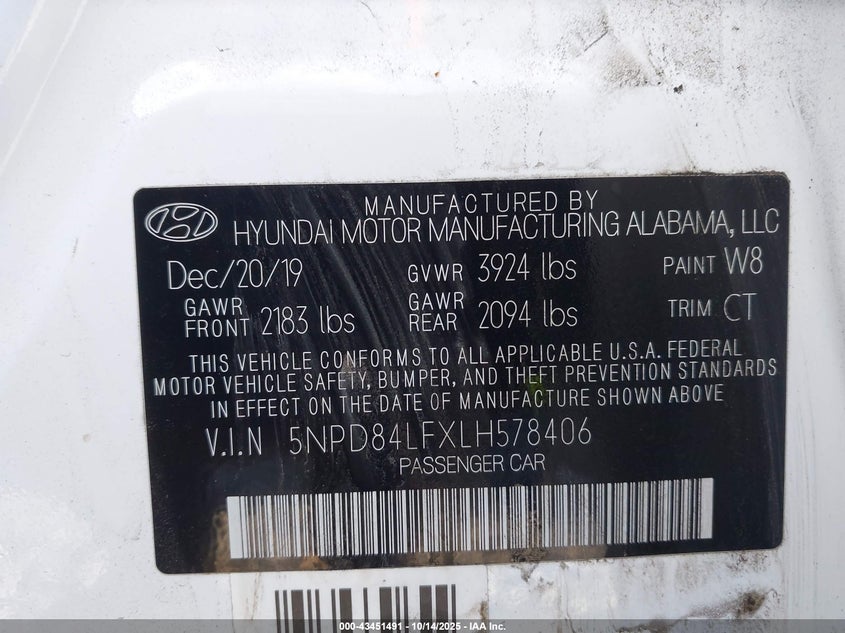 MANUFACTURED BY
HYUNDAI MOTOR MANUFACTURING ALABAMA, LLC
Dec/20/19 GVWR 3924 lbs PAINT W8
GAWR FRONT 2183 lbs GAWR REAR 2094 lbs TRIM CT
THIS VEHICLE CONFORMS TO ALL APPLICABLE U.S.A. FEDERAL
MOTOR VEHICLE SAFETY, BUMPER, AND THEFT PREVENTION STANDARDS
IN EFFECT ON THE DATE OF MANUFACTURE SHOWN ABOVE
V.I.N 5NPD84LFXLH578406
PASSENGER CAR
000-43451491 - 10/14/2025 - IAA Inc.